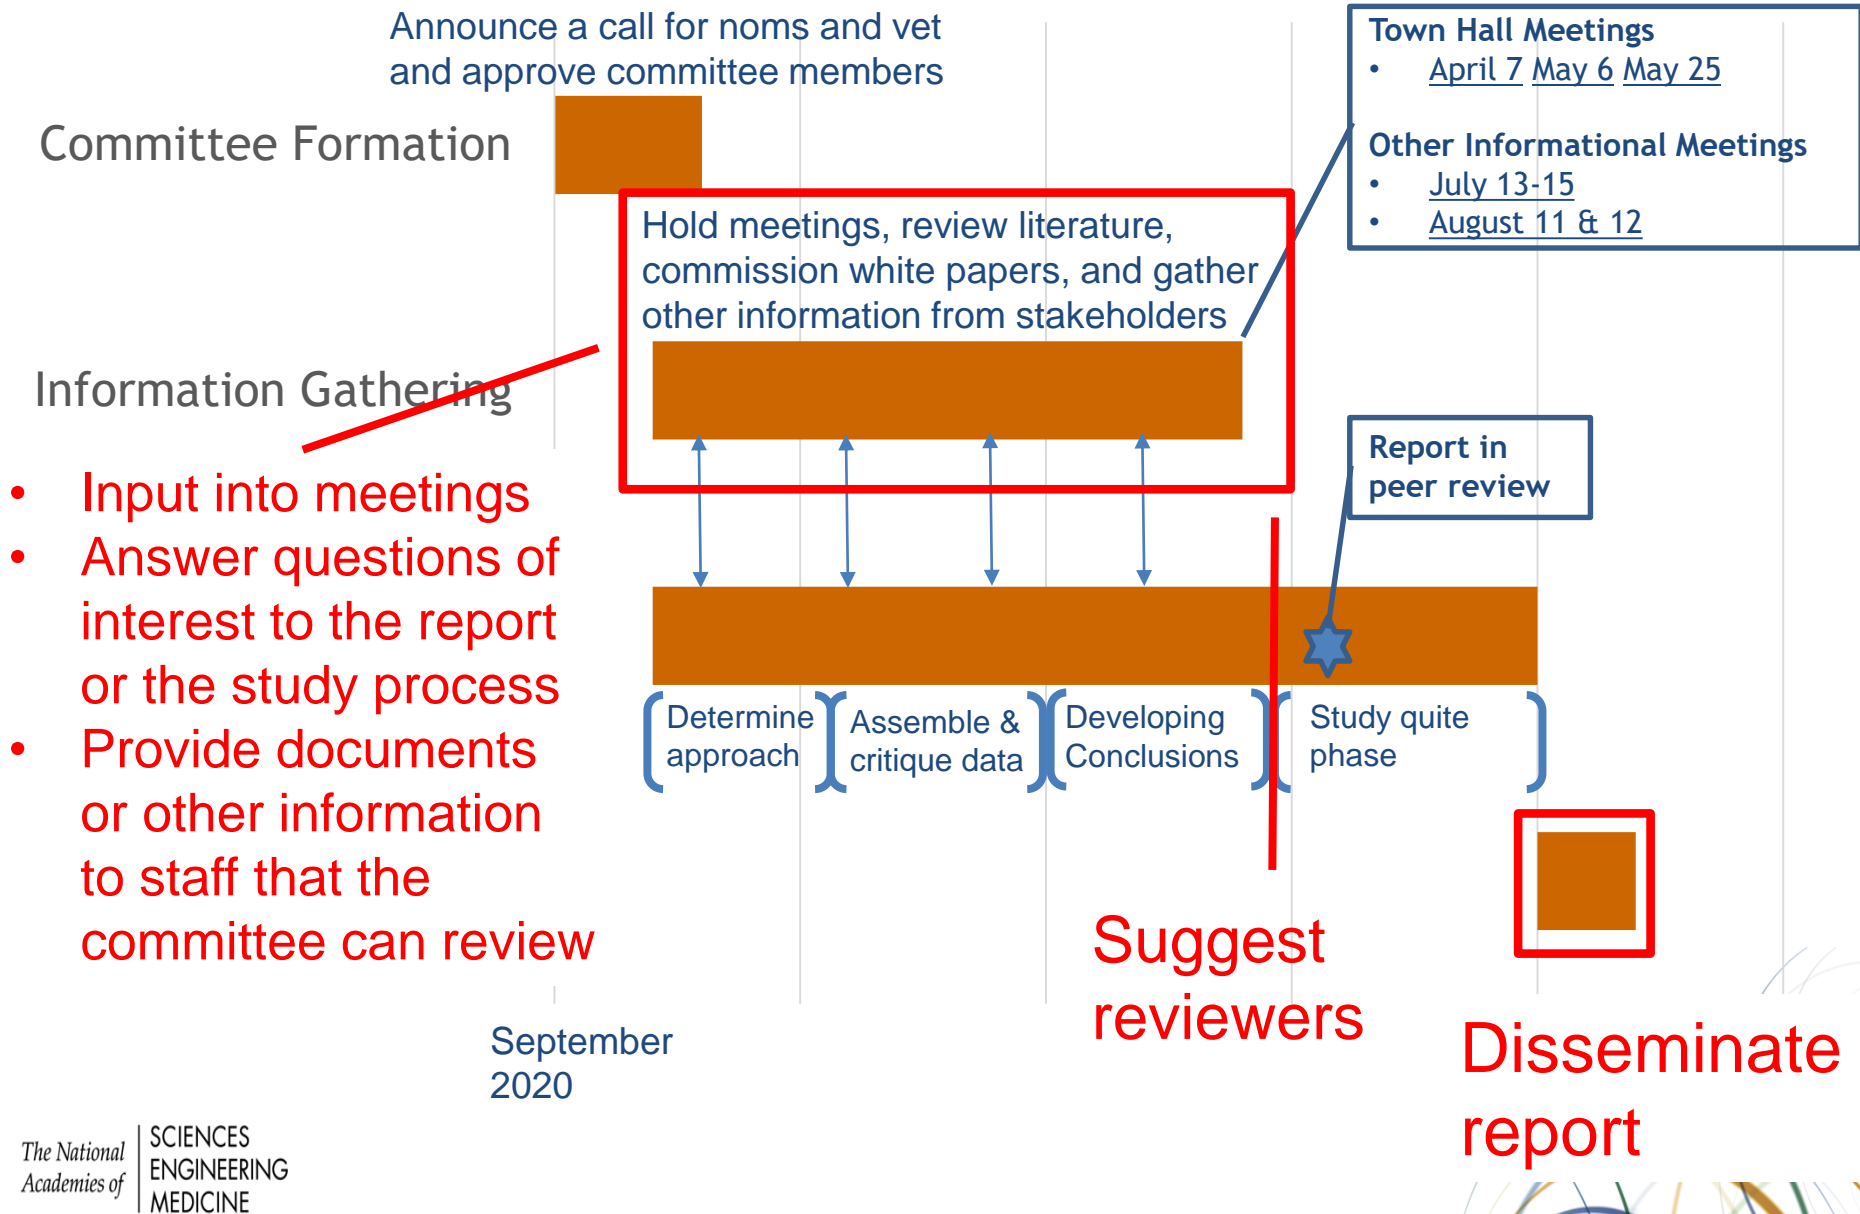 Announce a call for noms and vet
and approve committee members
Town Hall Meetings
• April 7 May 6 May 25
Other Informational Meetings
• July 13-15
• August 11 & 12
Committee Formation
Hold meetings, review literature,
commission white papers, and gather
other information from stakeholders
Information Gathering
Report in
peer review
• Input into meetings
• Answer questions of
interest to the report
or the study process
• Provide documents
or other information
to staff that the
committee can review
Determine
approach
Assemble &
critique data
Developing
Conclusions
Study quite
phase
Suggest
reviewers
Disseminate
report
September
2020
The National
Academies of
SCIENCES
ENGINEERING
MEDICINE